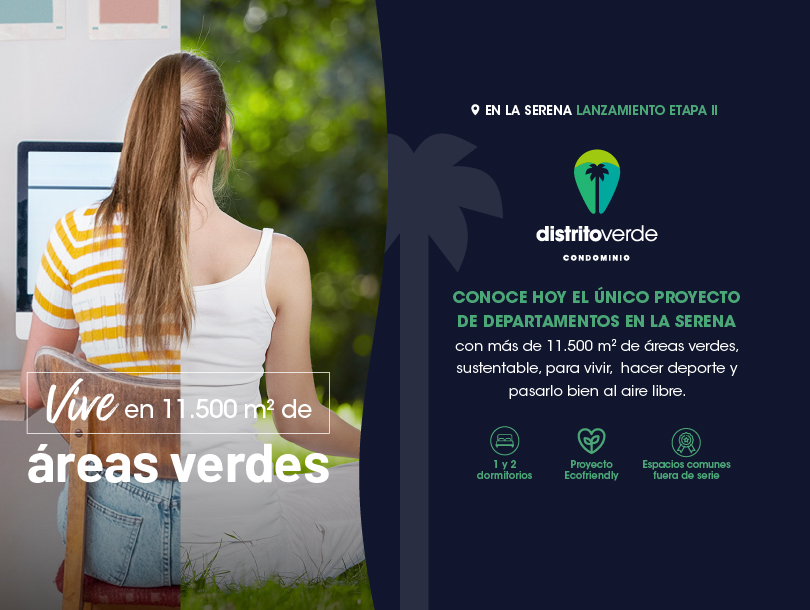 Vive en 11.500 m² de
áreas verdes
EN LA SERENA LANZAMIENTO ETAPA II
distritoverde
CONDOMINIO
CONOCE HOY EL ÚNICO PROYECTO
DE DEPARTAMENTOS EN LA SERENA
con más de 11.500 m² de áreas verdes,
sustentable, para vivir, hacer deporte y
pasarlo bien al aire libre.
1 y 2
dormitorios
Proyecto
Ecofriendly
Espacios comunes
fuera de serie